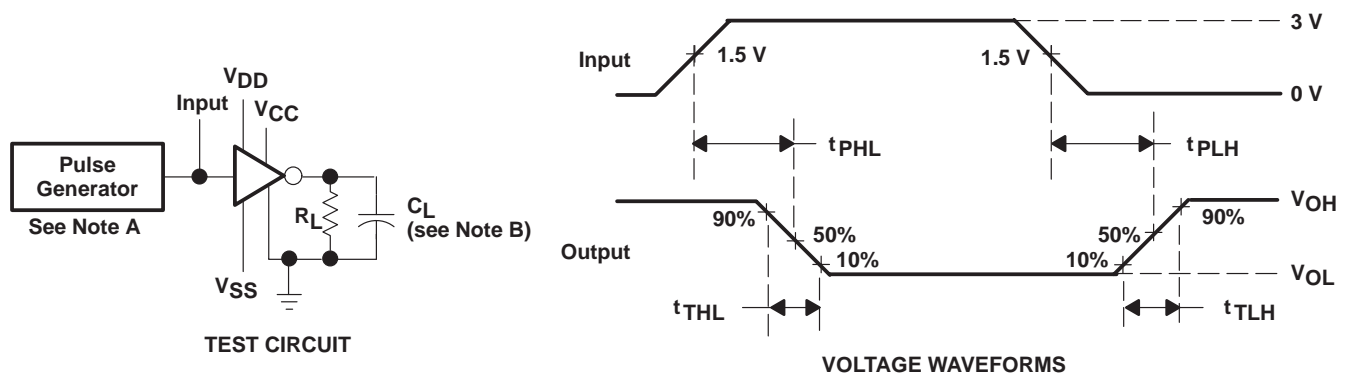 VDD
Input
VCC
Pulse
Generator
See Note A
RL
CL
(see Note B)
VSS
TEST CIRCUIT
3 V
Input
1.5 V
1.5 V
0 V
tPHL
tPLH
VOH
90%
90%
50%
50%
Output
10%
10%
VOL
tTHL
tTLH
VOLTAGE WAVEFORMS